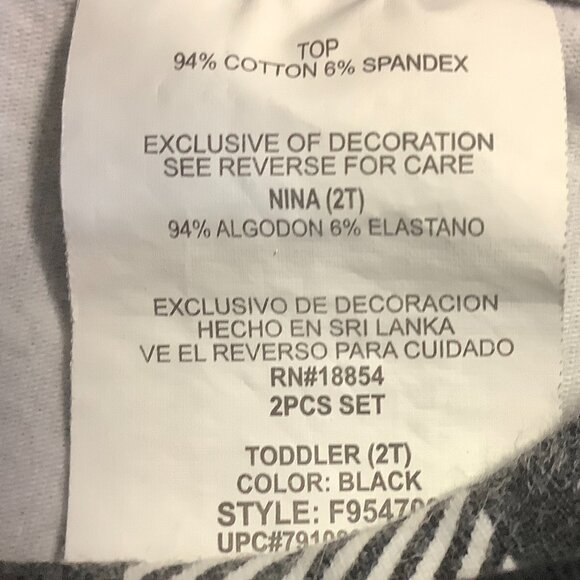 TOP
94% COTTON 6% SPANDEX
EXCLUSIVE OF DECORATION
SEE REVERSE FOR CARE
NINA (2T)
94% ALGODON 6% ELASTANO
EXCLUSIVO DE DECORACION
HECHO EN SRI LANKA
VE EL REVERSO PARA CUIDADO
RN#18854
2PCS SET
TODDLER (2T)
COLOR: BLACK
STYLE: